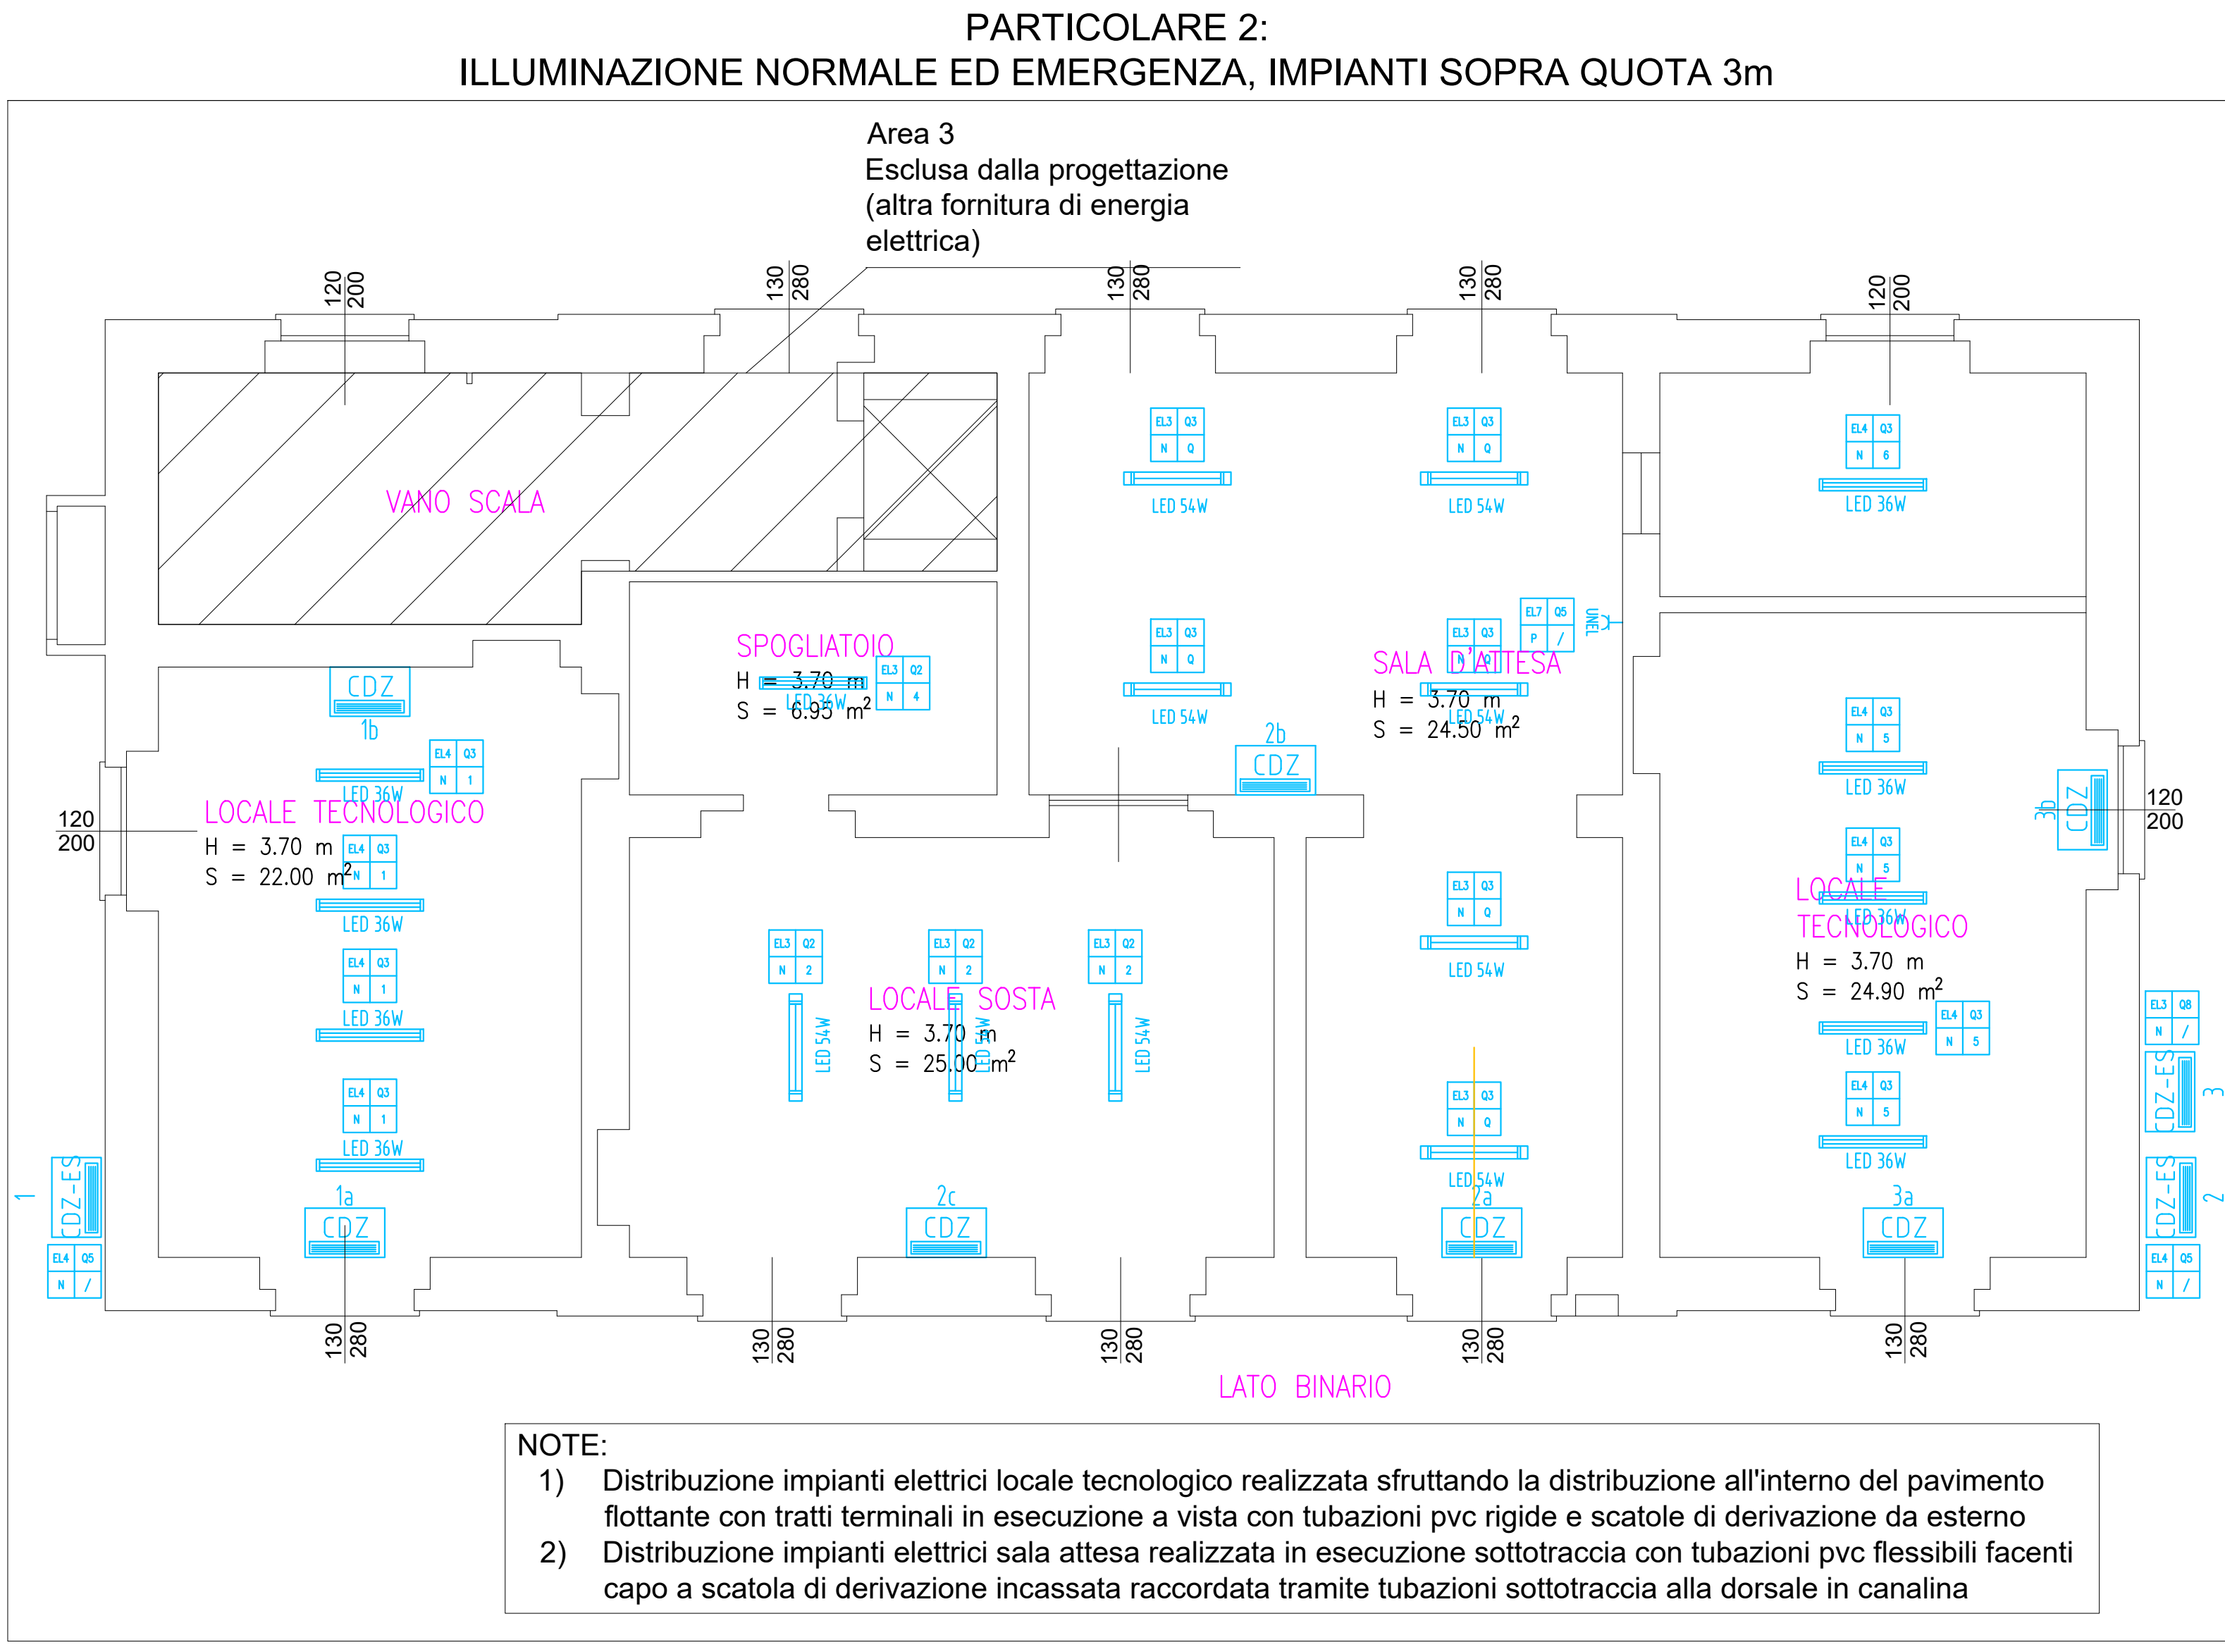 PARTICOLARE 2:
ILLUMINAZIONE NORMALE ED EMERGENZA, IMPIANTI SOPRA QUOTA 3m
Area 3
Esclusa dalla progettazione
(altra fornitura di energia
elettrica)
120
200
130
280
130
280
130
280
120
200
EL3 Q3
N Q
LED 54W
EL3 Q3
N Q
LED 54W
EL4 Q3
N 6
LED 36W
VANO SCALA
EL3 Q3
N Q
LED 54W
EL3 Q3
N Q
LED 54W
EL7 Q5
P /
UNEL
SPOGLIATOIO
H = 3.70 m
S = 6.95 m²
LED 36W
EL3 Q2
N 4
SALA D'ATTESA
H = 3.70 m
S = 24.50 m²
CDZ
1b
2b
CDZ
EL4 Q3
N 1
LED 36W
LOCALE TECNOLOGICO
H = 3.70 m
S = 22.00 m²
120
200
EL4 Q3
N 1
LED 36W
EL4 Q3
N 1
LED 36W
EL4 Q3
N 1
LED 36W
1a
CDZ
EL4 Q3
N 5
LED 36W
3b
CDZ
120
200
EL4 Q3
N 5
LED 36W
LOCALE
TECNOLOGICO
H = 3.70 m
S = 24.90 m²
EL4 Q3
N 5
LED 36W
EL4 Q3
N 5
LED 36W
3a
CDZ
EL3 Q2
N 2
LED 54W
EL3 Q2
N 2
LED 54W
EL3 Q2
N 2
LED 54W
LOCALE SOSTA
H = 3.70 m
S = 25.00 m²
2c
CDZ
EL3 Q3
N Q
LED 54W
EL3 Q3
N Q
LED 54W
2a
CDZ
1
CDZ-ES
EL4 Q5
N /
EL3 Q8
N /
CDZ-ES
3
CDZ-ES
2
EL4 Q5
N /
130
280
130
280
130
280
130
280
130
280
LATO BINARIO
NOTE:
1) Distribuzione impianti elettrici locale tecnologico realizzata sfruttando la distribuzione all'interno del pavimento
flottante con tratti terminali in esecuzione a vista con tubazioni pvc rigide e scatole di derivazione da esterno
2) Distribuzione impianti elettrici sala attesa realizzata in esecuzione sottotraccia con tubazioni pvc flessibili facenti
capo a scatola di derivazione incassata raccordata tramite tubazioni sottotraccia alla dorsale in canalina